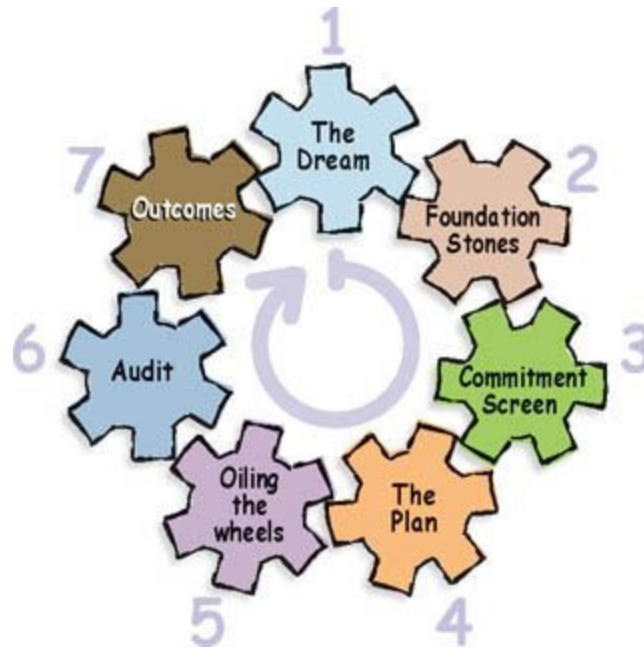 1
The
Dream
2
Foundation
Stones
3
Commitment
Screen
4
The
Plan
5
Oiling
the
wheels
6
Audit
7
Outcomes